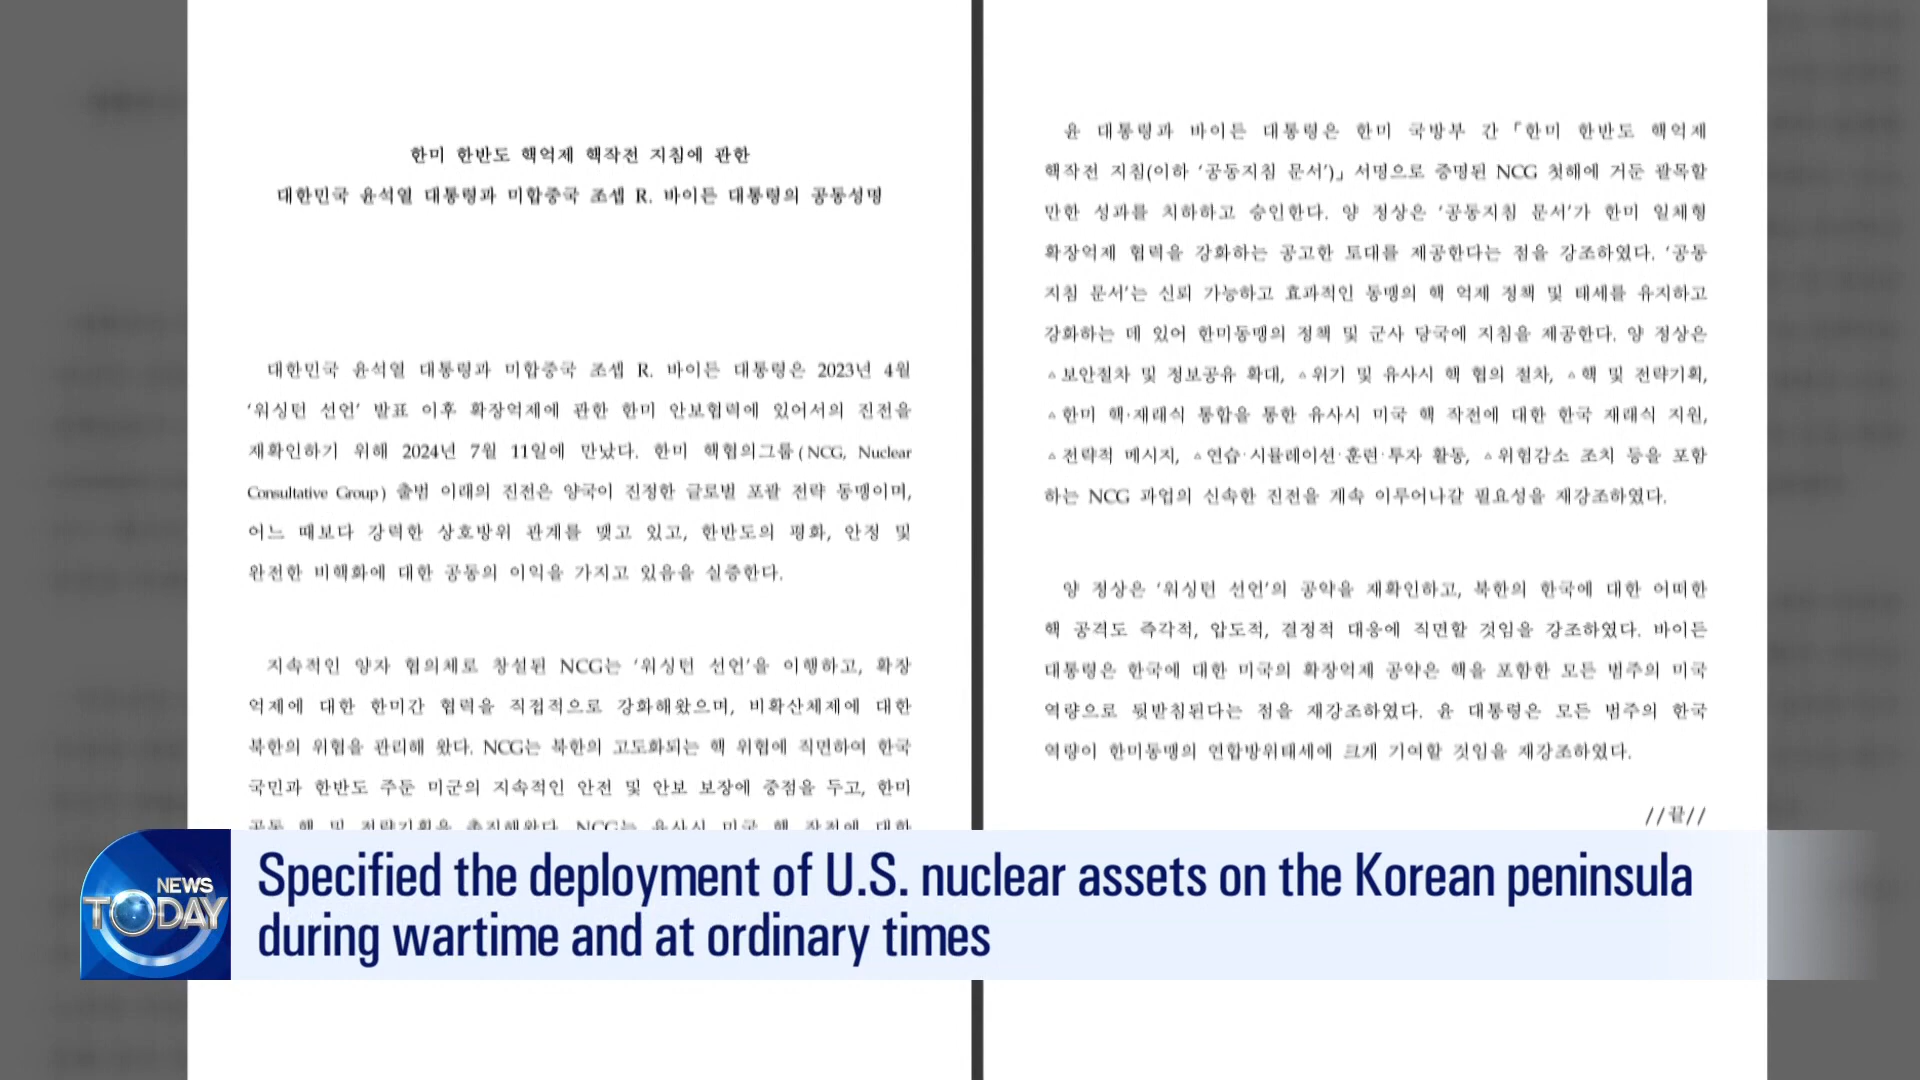 한미 한반도 핵억제 핵작전 지침에 관한
대한민국 윤석열 대통령과 미합중국 조셉 R. 바이든 대통령의 공동성명
대한민국 윤석열 대통령과 미합중국 조셉 R. 바이든 대통령은 2023년 4월
‘워싱턴 선언’ 발표 이후 확장억제에 관한 한미 안보협력에 있어서의 진전을
재확인하기 위해 2024년 7월 11일에 만났다. 한미 핵협의그룹(NCG, Nuclear
Consultative Group) 출범 이래의 진전은 양국이 진정한 글로벌 포괄 전략 동맹이며,
어느 때보다 강력한 상호방위 관계를 맺고 있고, 한반도의 평화, 안정 및
완전한 비핵화에 대한 공동의 이익을 가지고 있음을 실증한다.
지속적인 양자 협의체로 창설된 NCG는 ‘워싱턴 선언’을 이행하고, 확장
억제에 대한 한미간 협력을 직접적으로 강화해왔으며, 비확산체제에 대한
북한의 위협을 관리해 왔다. NCG는 북한의 고도화되는 핵 위협에 직면하여 한국
국민과 한반도 주둔 미군의 지속적인 안전 및 안보 보장에 중점을 두고, 한미
공동 핵 및 전략기획을 촉진해왔다. NCG는 유사시 미국 핵 작전에 대한
윤 대통령과 바이든 대통령은 한미 국방부 간 「한미 한반도 핵억제
핵작전 지침(이하 ‘공동지침 문서’)」 서명으로 증명된 NCG 첫해에 거둔 괄목할
만한 성과를 치하하고 승인한다. 양 정상은 ‘공동지침 문서’가 한미 일체형
확장억제 협력을 강화하는 공고한 토대를 제공한다는 점을 강조하였다. ‘공동
지침 문서’는 신뢰 가능하고 효과적인 동맹의 핵 억제 정책 및 태세를 유지하고
강화하는 데 있어 한미동맹의 정책 및 군사 당국에 지침을 제공한다. 양 정상은
▵보안절차 및 정보공유 확대, ▵위기 및 유사시 핵 협의 절차, ▵핵 및 전략기획,
▵한미 핵·재래식 통합을 통한 유사시 미국 핵 작전에 대한 한국 재래식 지원,
▵전략적 메시지, ▵연습·시뮬레이션·훈련·투자 활동, ▵위험감소 조치 등을 포함
하는 NCG 과업의 신속한 진전을 계속 이루어나갈 필요성을 재강조하였다.
양 정상은 ‘워싱턴 선언’의 공약을 재확인하고, 북한의 한국에 대한 어떠한
핵 공격도 즉각적, 압도적, 결정적 대응에 직면할 것임을 강조하였다. 바이든
대통령은 한국에 대한 미국의 확장억제 공약은 핵을 포함한 모든 범주의 미국
역량으로 뒷받침된다는 점을 재강조하였다. 윤 대통령은 모든 범주의 한국
역량이 한미동맹의 연합방위태세에 크게 기여할 것임을 재강조하였다.
//끝//
NEWS
TODAY
Specified the deployment of U.S. nuclear assets on the Korean peninsula
during wartime and at ordinary times